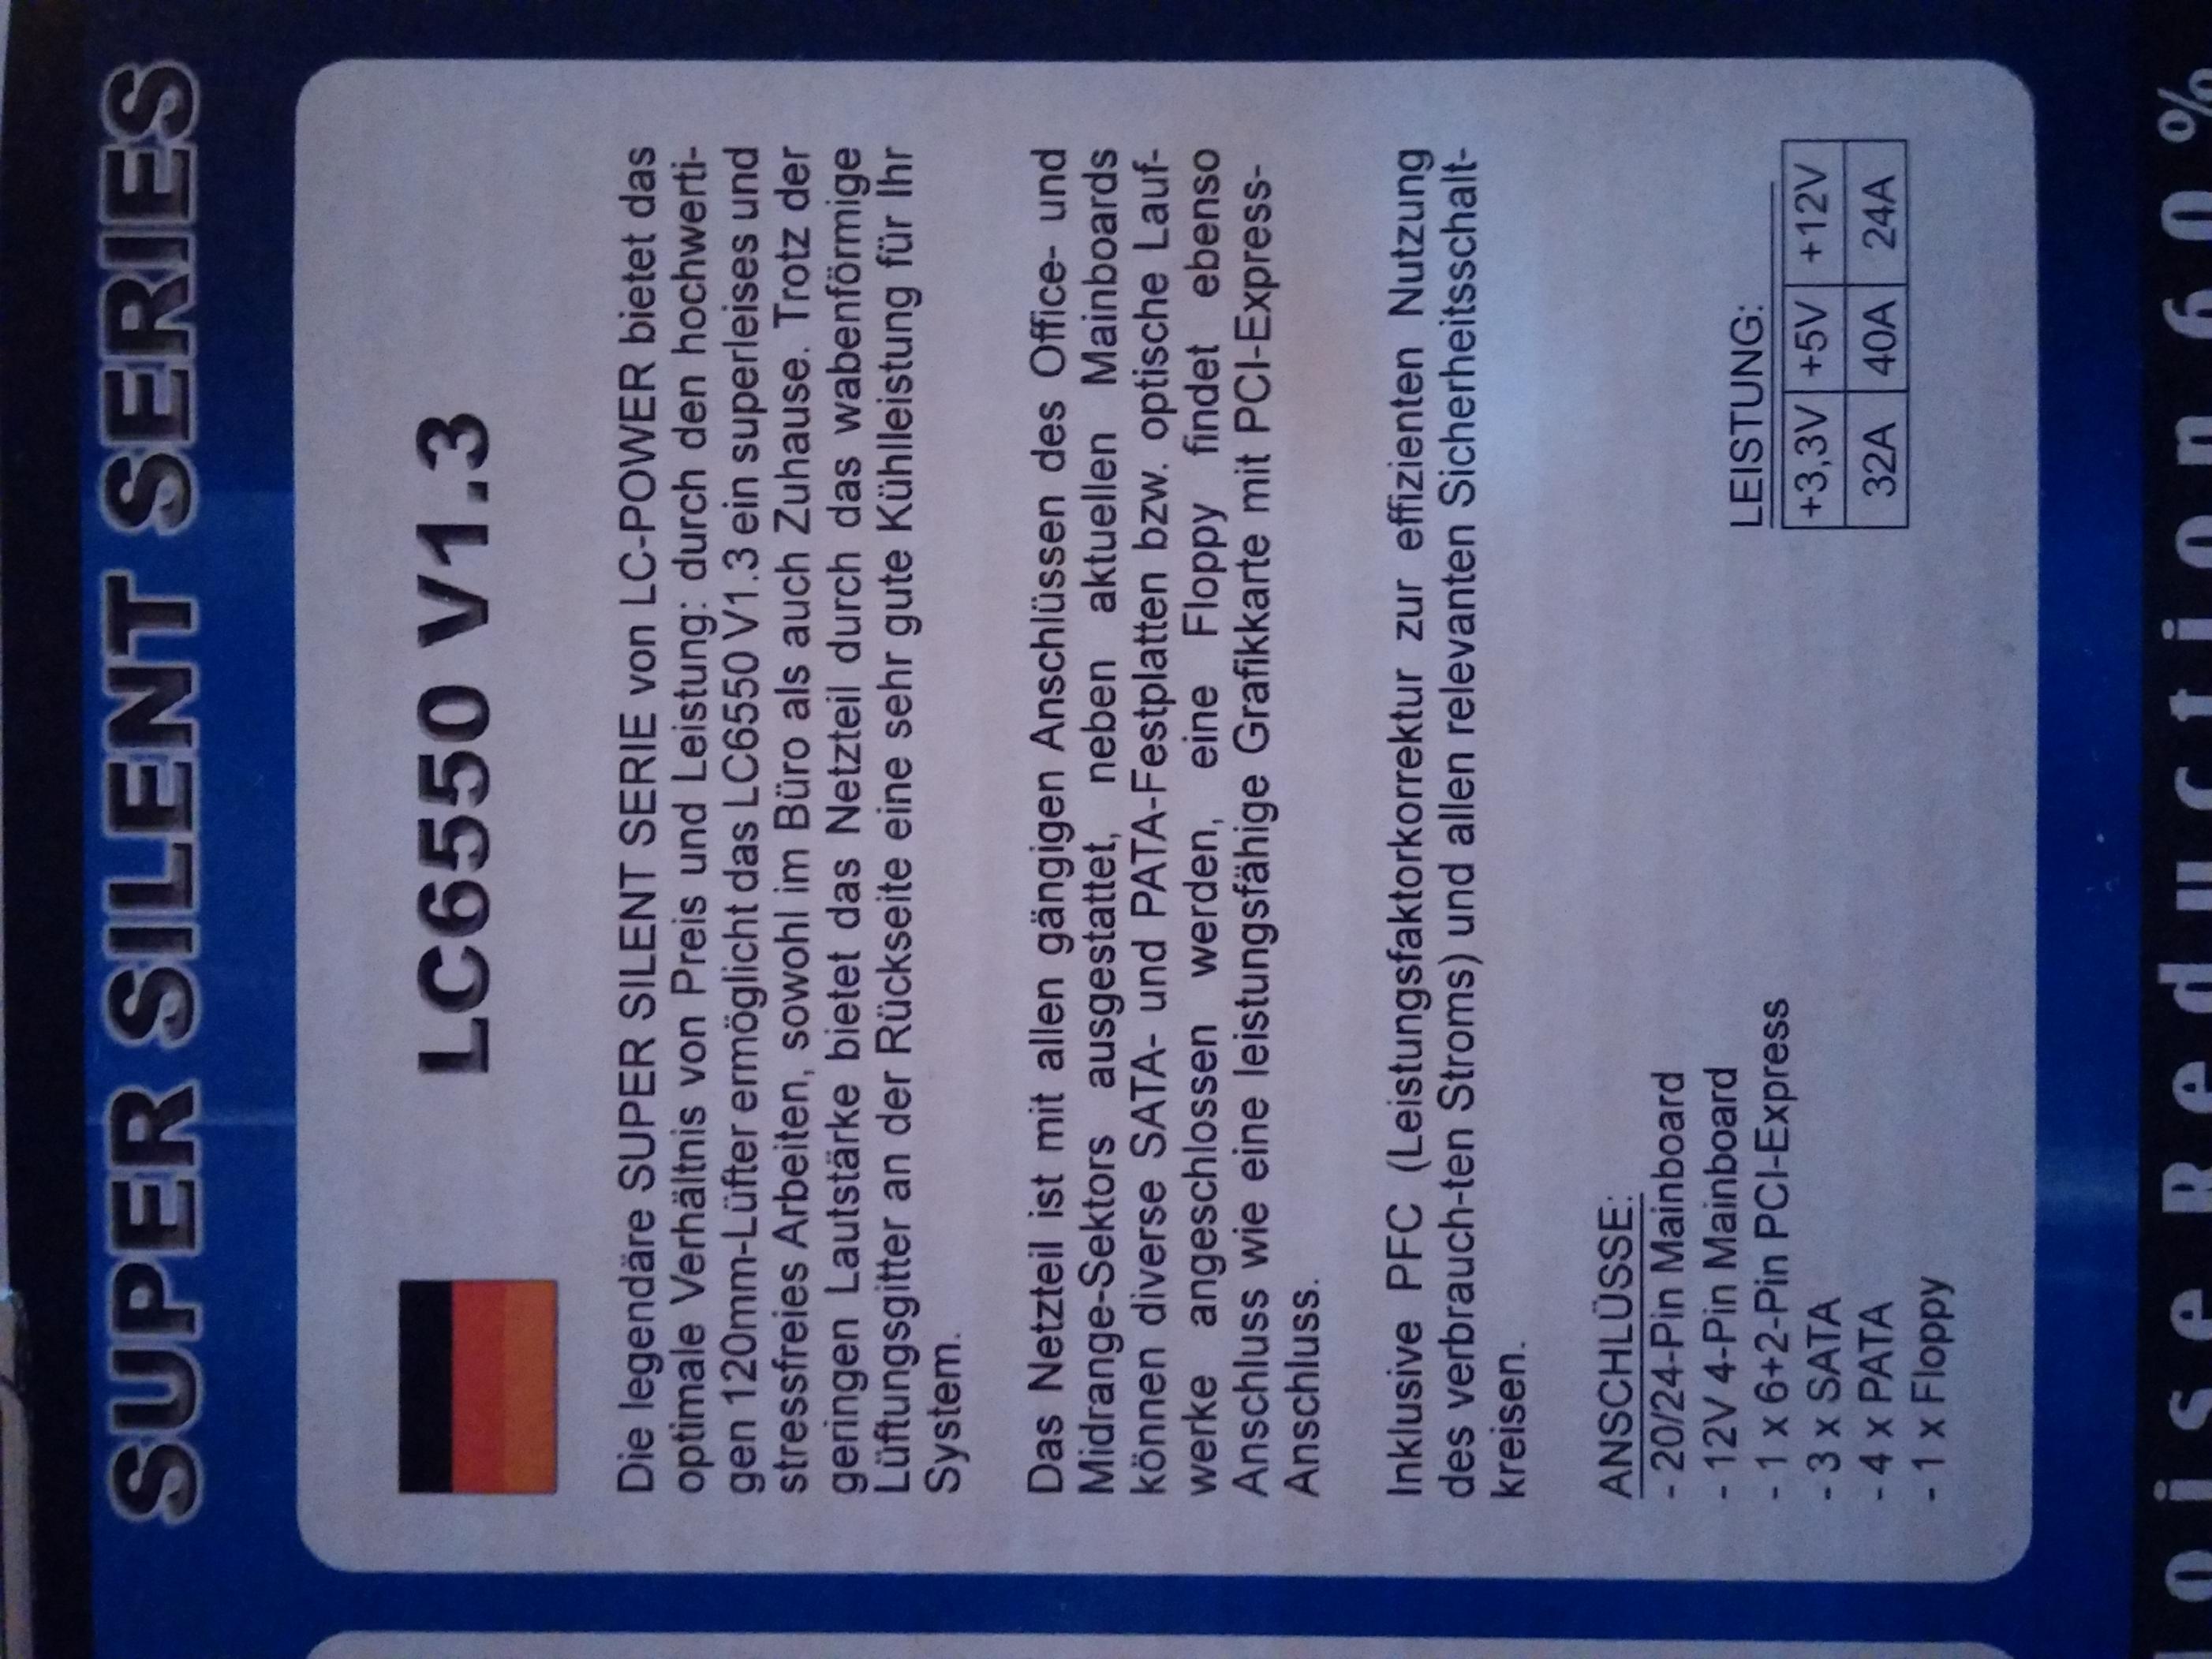 SUPER SILENT SERIES
LC6550 V1.3
Die legendäre SUPER SILENT SERIE von LC-POWER bietet das
optimale Verhältnis von Preis und Leistung: durch den hochwerti-
gen 120mm-Lüfter ermöglicht das LC6550 V1.3 ein superleises und
stressfreies Arbeiten, sowohl im Büro als auch Zuhause. Trotz der
geringen Lautstärke bietet das Netzteil durch das wabenförmige
Lüftungsgitter an der Rückseite eine sehr gute Kühlleistung für Ihr
System.
Das Netzteil ist mit allen gängigen Anschlüssen des Office- und
Midrange-Sektors ausgestattet, neben aktuellen Mainboards
können diverse SATA- und PATA-Festplatten bzw. optische Lauf-
werke angeschlossen werden, eine Floppy findet ebenso
Anschluss wie eine leistungsfähige Grafikkarte mit PCI-Express-
Anschluss.
Inklusive PFC (Leistungsfaktorkorrektur zur effizienten Nutzung
des verbrauch-ten Stroms) und allen relevanten Sicherheitsschalt-
kreisen.
ANSCHLÜSSE:
- 20/24-Pin Mainboard
- 12V 4-Pin Mainboard
- 1 x 6+2-Pin PCI-Express
- 3 x SATA
- 4 x PATA
- 1 x Floppy
LEISTUNG:
+3,3V +5V +12V
32A 40A 24A
oise Reduction 60%